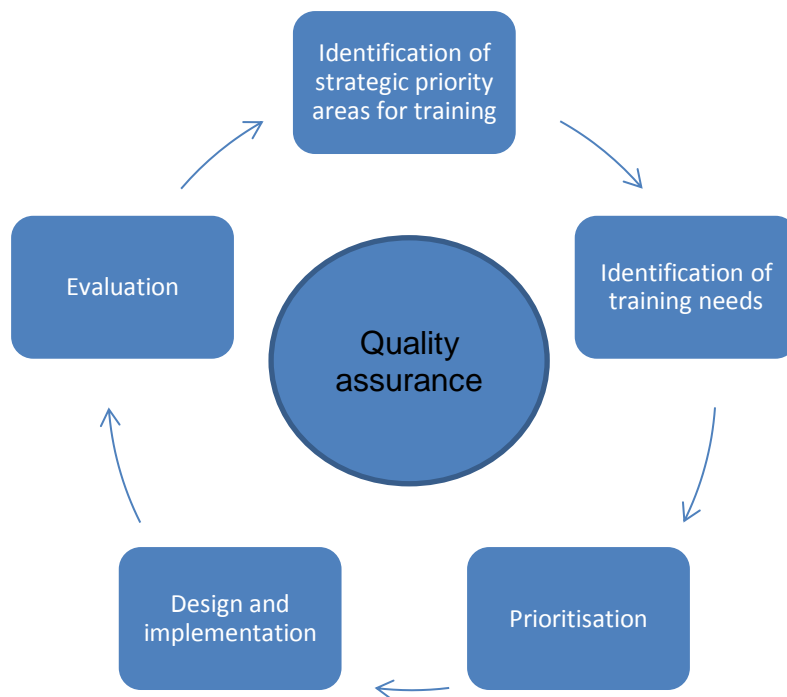 Identification of
strategic priority
areas for training
Identification of
training needs
Prioritisation
Design and
implementation
Evaluation
Quality
assurance